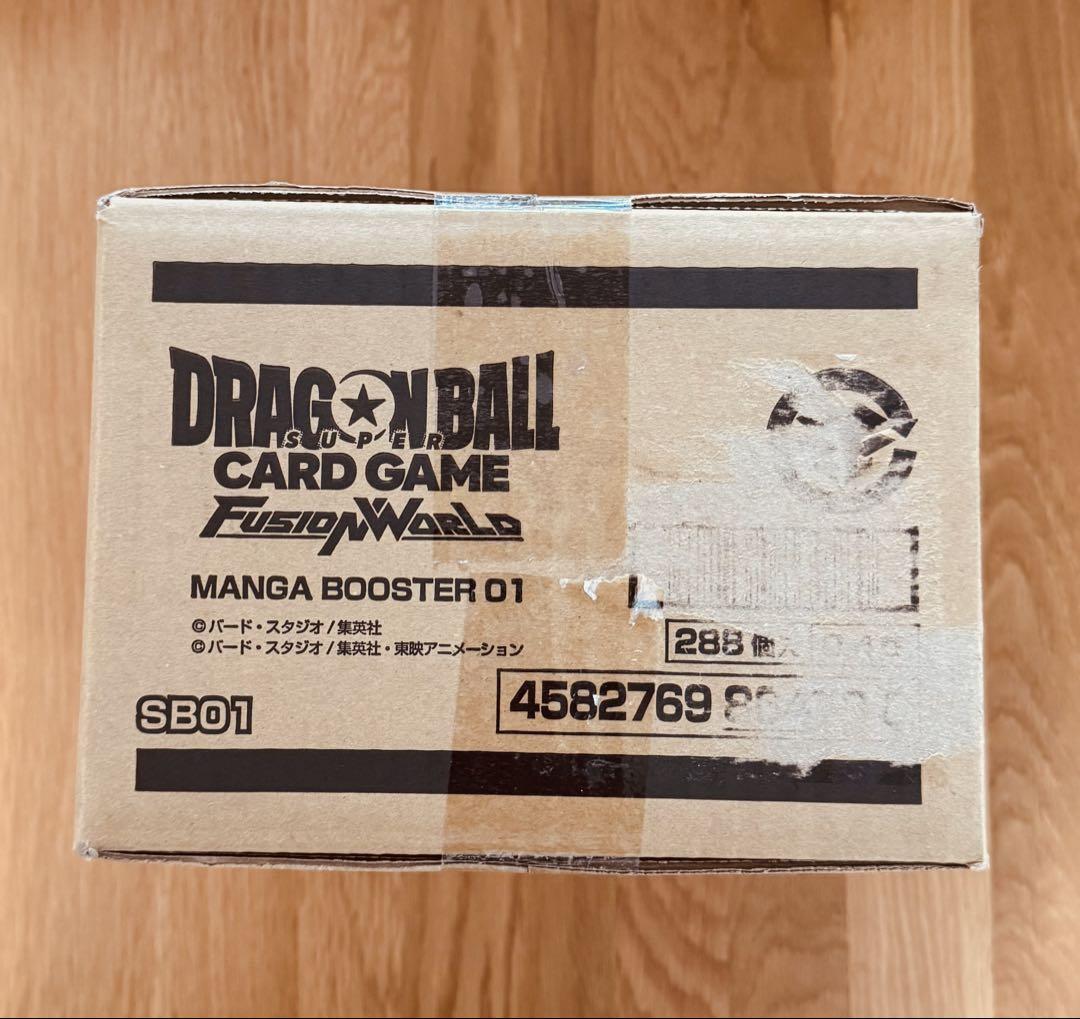 DRAGON BALL
SUPER
CARD GAME
FUSION WORLD
MANGA BOOSTER 01
©バード・スタジオ/集英社
©バード・スタジオ/集英社・東映アニメーション
288 個
4582769
SB01